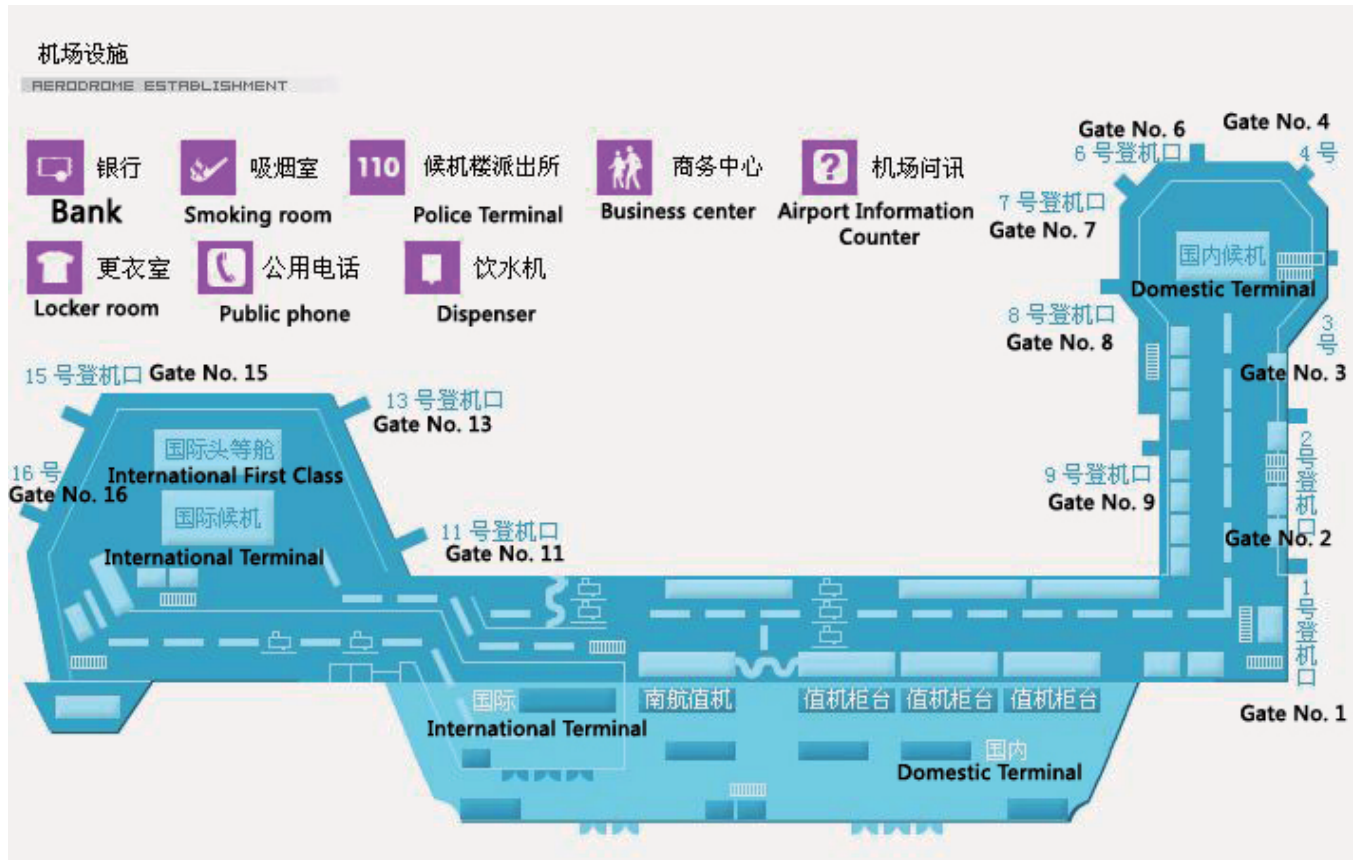 机场设施
AERODROME ESTABLISHMENT
银行
Bank
吸烟室
Smoking room
110 候机楼派出所
Police Terminal
商务中心
Business center
? 机场问讯
Airport Information
Counter
更衣室
Locker room
公用电话
Public phone
饮水机
Dispenser
Gate No. 6
6 号登机口
Gate No. 4
4 号
7 号登机口
Gate No. 7
国内候机
Domestic Terminal
8 号登机口
Gate No. 8
3 号
Gate No. 3
15 号登机口 Gate No. 15
13 号登机口
Gate No. 13
国际头等舱
International First Class
16 号
Gate No. 16
国际候机
International Terminal
11 号登机口
Gate No. 11
9 号登机口
Gate No. 9
2号登机口
Gate No. 2
1号登机口
Gate No. 1
国际
International Terminal
南航值机
值机柜台
值机柜台
值机柜台
国内
Domestic Terminal